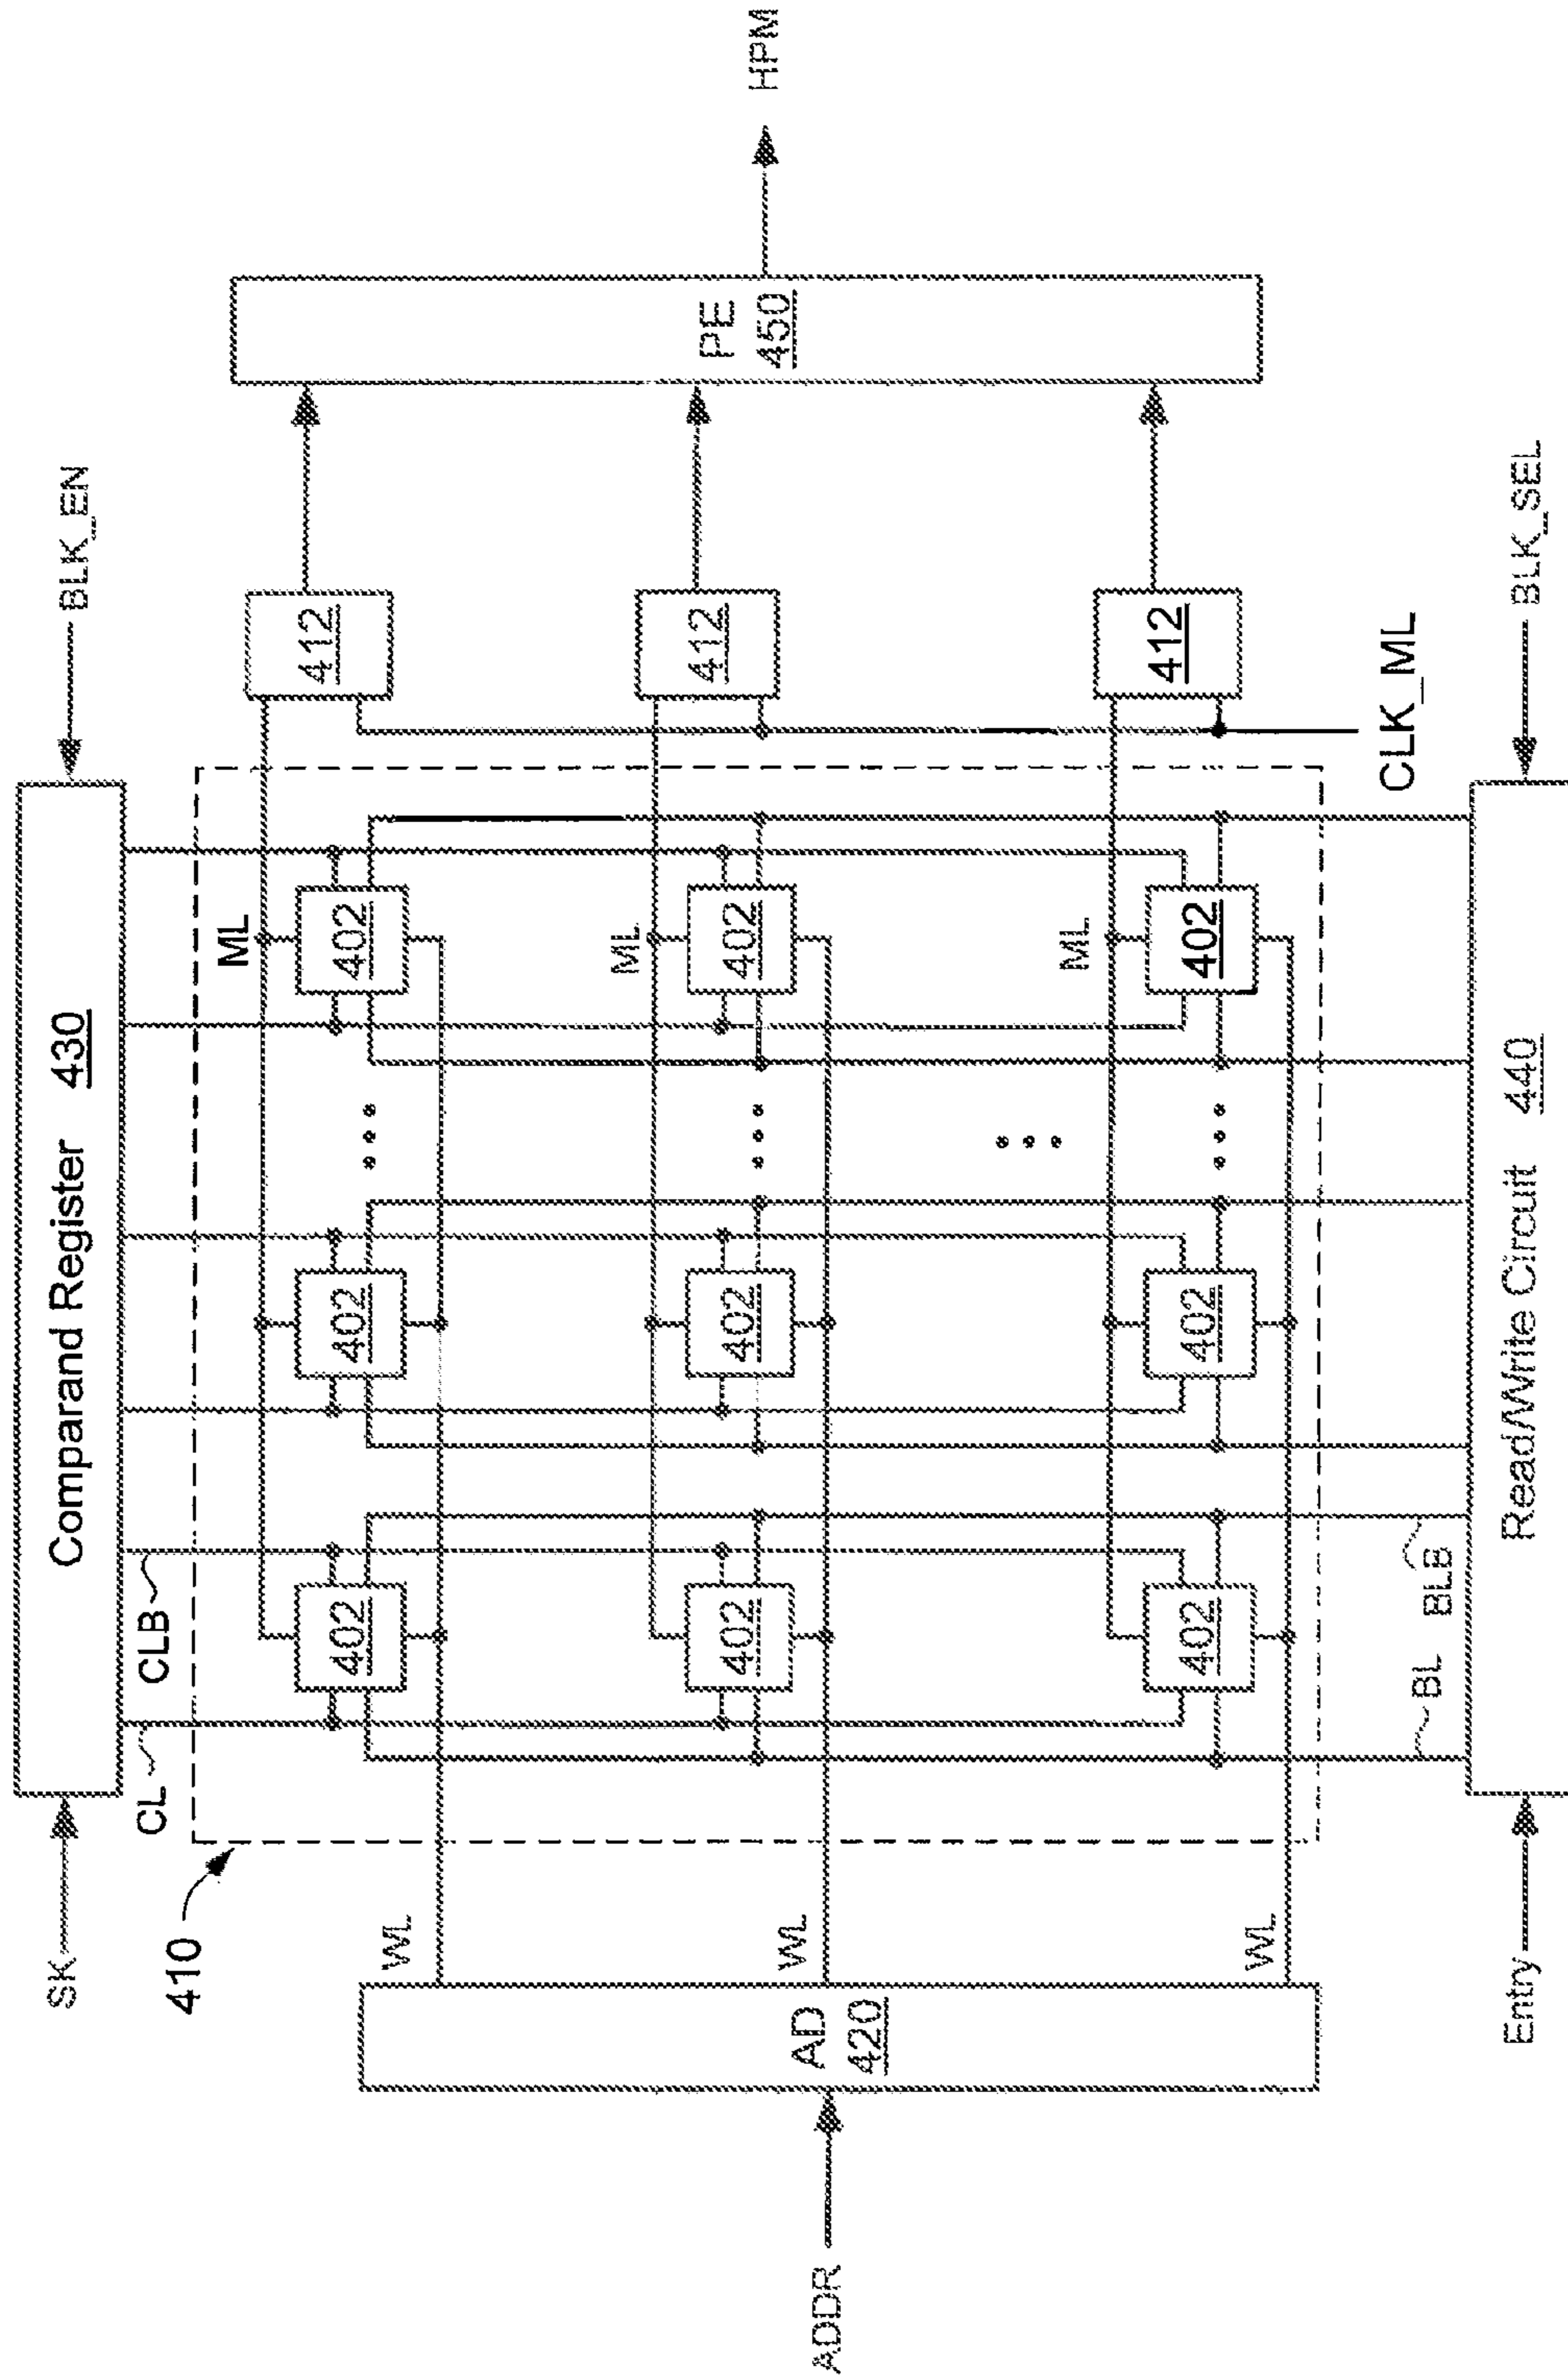 SK
Comparand Register 430
BLK_EN
410
CL
CLB
ML
402
402
402
412
WL
ML
402
402
402
412
ADDR
AD
420
WL
PE
450
HPM
ML
402
402
402
412
WL
CLK_ML
BL
BLB
Entry
Read/Write Circuit 440
BLK_SEL